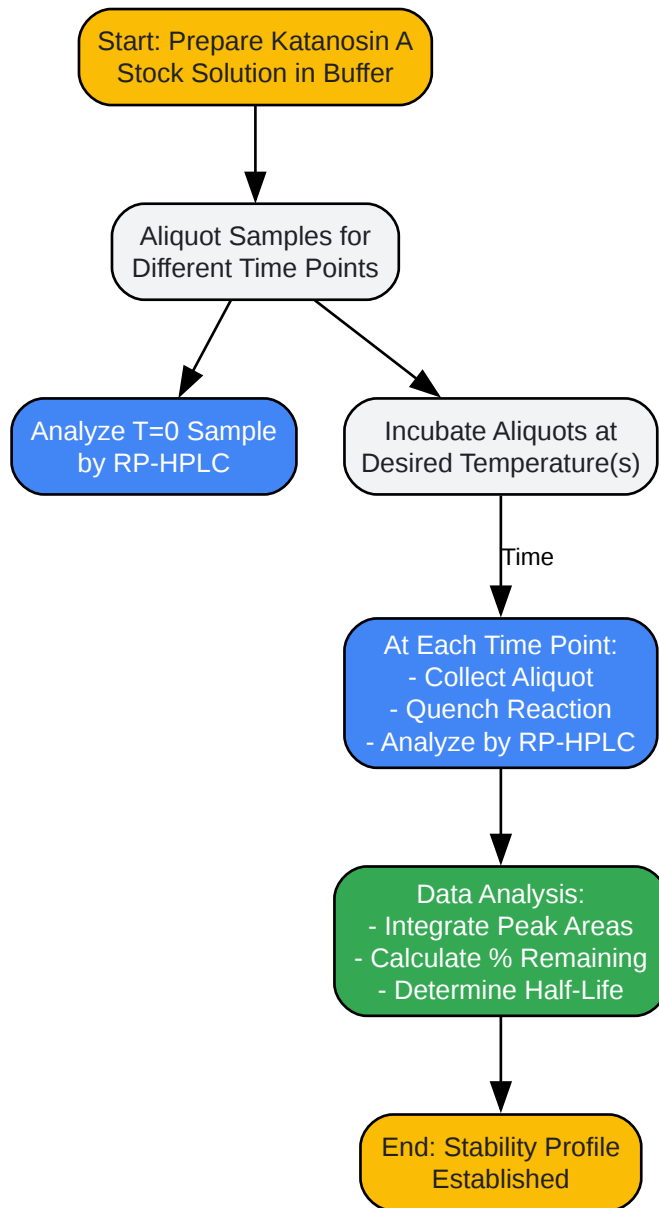 Start: Prepare Katanosin A
Stock Solution in Buffer
Aliquot Samples for
Different Time Points
Analyze T=0 Sample
by RP-HPLC
Incubate Aliquots at
Desired Temperature(s)
Time
At Each Time Point:
- Collect Aliquot
- Quench Reaction
- Analyze by RP-HPLC
Data Analysis:
- Integrate Peak Areas
- Calculate % Remaining
- Determine Half-Life
End: Stability Profile
Established